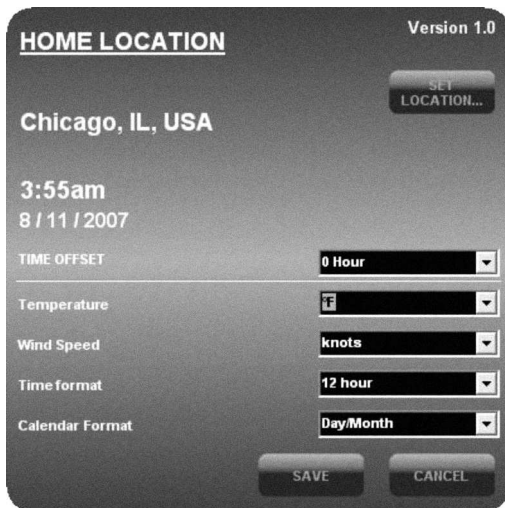 Version 1.0
HOME LOCATION
SET
LOCATION...
Chicago, IL, USA
3:55am
8 / 11 / 2007
TIME OFFSET 0 Hour
Temperature °F
Wind Speed knots
Time format 12 hour
Calendar Format Day/Month
SAVE CANCEL